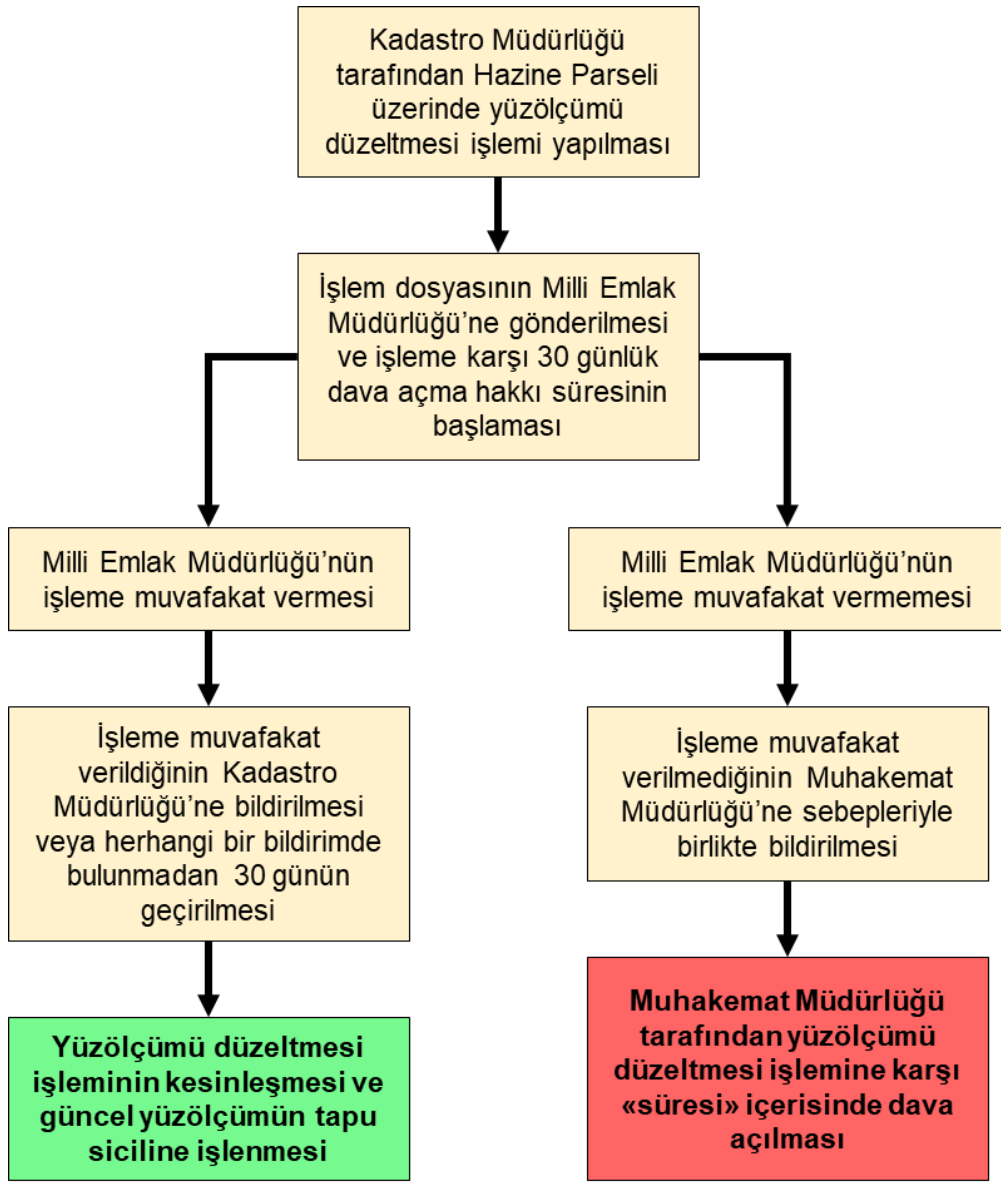 Kadastro Müdürlüğü
tarafından Hazine Parseli
üzerinde yüzölçümü
düzeltmesi işlemi yapılması
İşlem dosyasının Milli Emlak
Müdürlüğü’ne gönderilmesi
ve işleme karşı 30 günlük
dava açma hakkı süresinin
başlaması
Milli Emlak Müdürlüğü’nün
işleme muvafakat vermesi
İşleme muvafakat
verildiğinin Kadastro
Müdürlüğü’ne bildirilmesi
veya herhangi bir bildirimde
bulunmadan 30 günün
geçirilmesi
Yüzölçümü düzeltmesi
işleminin kesinleşmesi ve
güncel yüzölçümün tapu
siciline işlenmesi
Milli Emlak Müdürlüğü’nün
işleme muvafakat vermemesi
İşleme muvafakat
verilmediğinin Muhakemat
Müdürlüğü’ne sebepleriyle
birlikte bildirilmesi
Muhakemat Müdürlüğü
tarafından yüzölçümü
düzeltmesi işlemine karşı
«süresi» içerisinde dava
açılması